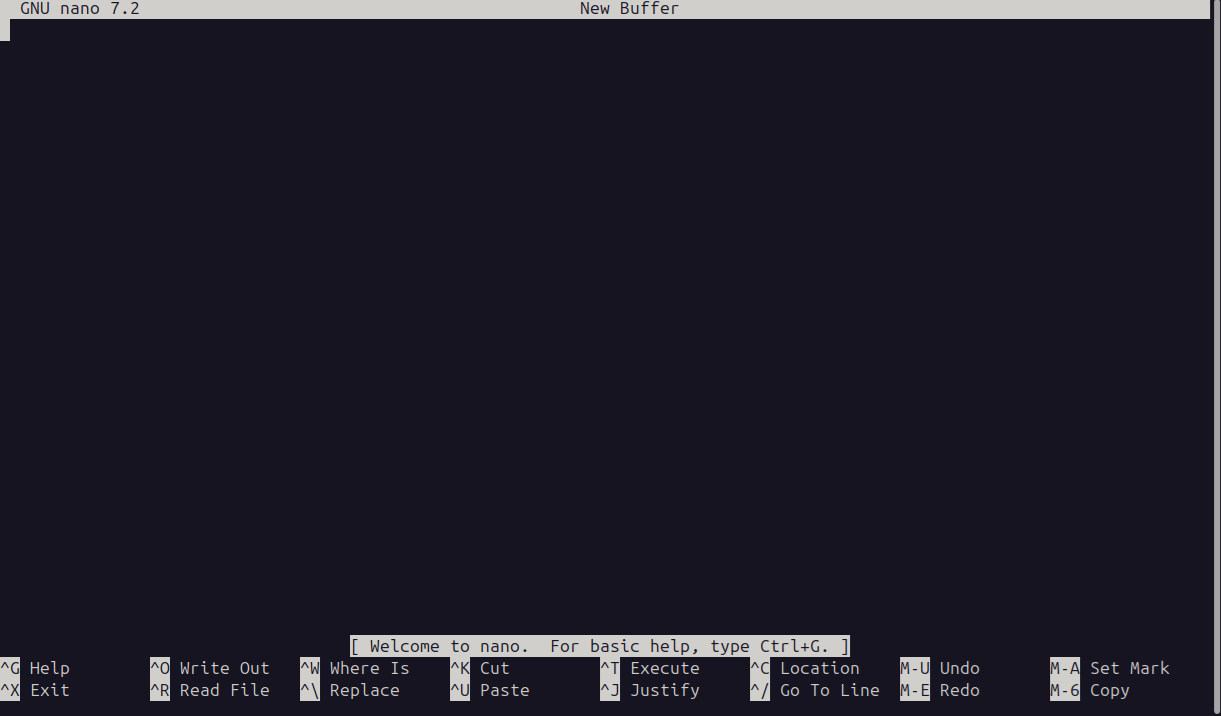 GNU nano 7.2 New Buffer
[ Welcome to nano.  For basic help, type Ctrl+G. ]
^G Help ^O Write Out ^W Where Is ^K Cut ^T Execute ^C Location M-U Undo M-A Set Mark
^X Exit ^R Read File ^\ Replace ^U Paste ^J Justify ^/ Go To Line M-E Redo M-6 Copy